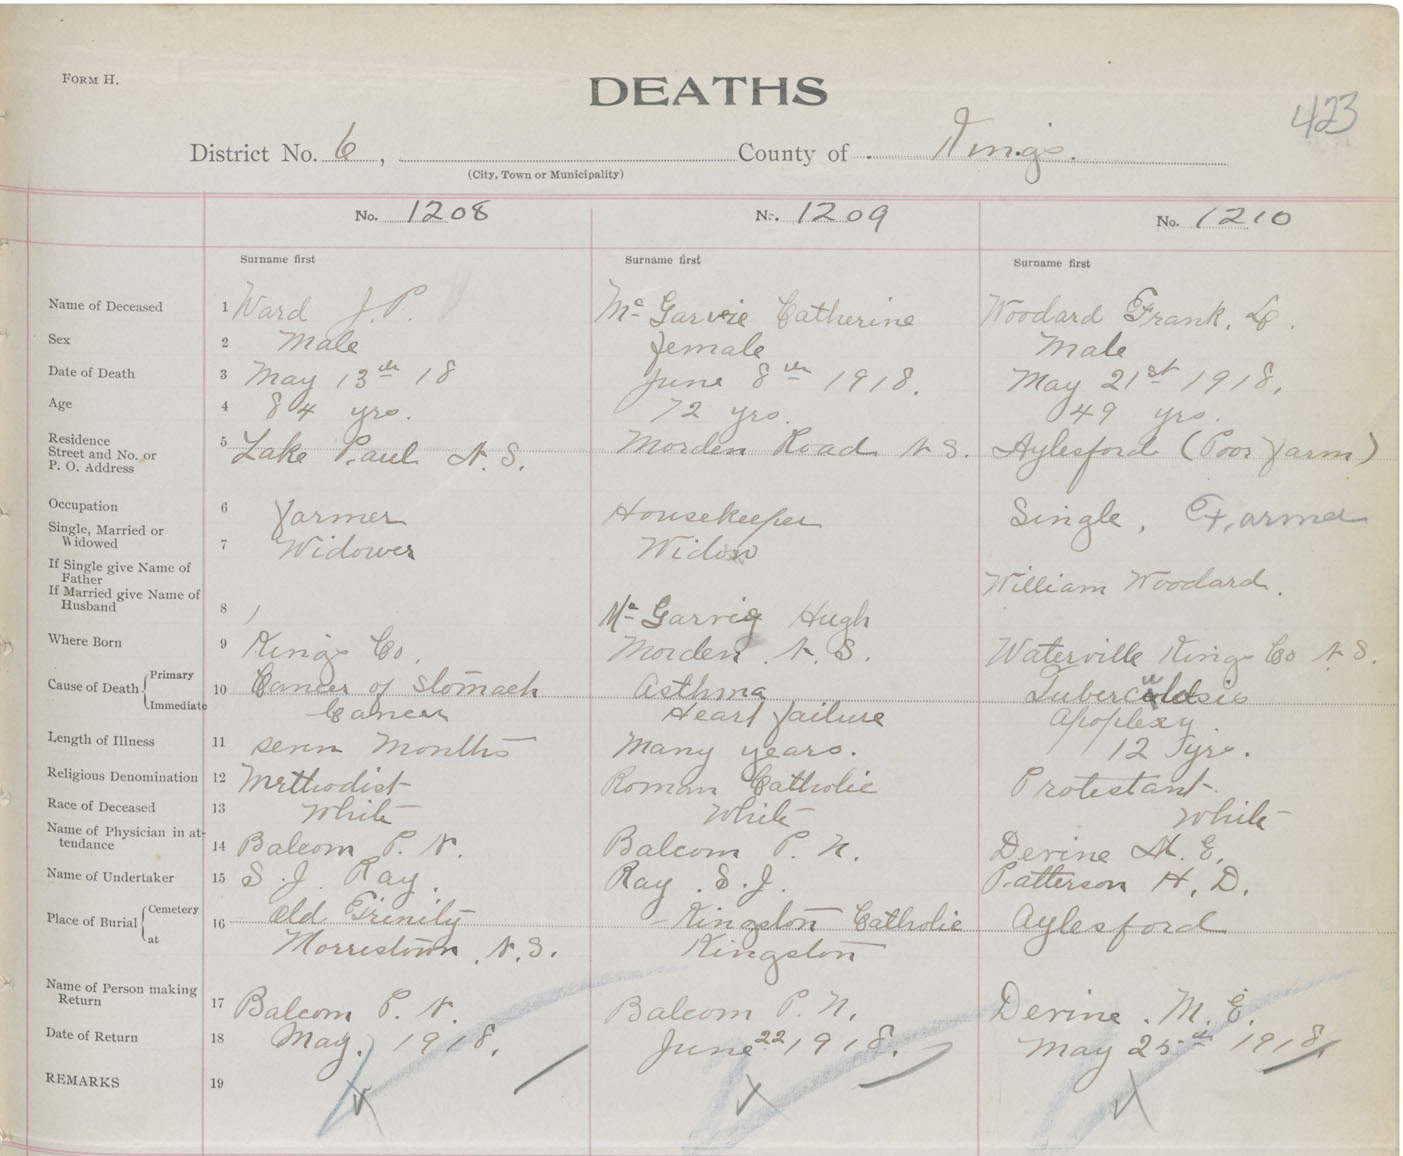 FORM H.
DEATHS
423
District No. 6, County of Kings.
(City, Town or Municipality)
No. 1208 No. 1209 No. 1210
Surname first Surname first Surname first
Name of Deceased 1 Ward J. P. Mc Garvie Catherine Woodard Frank. L.
Sex 2 Male female Male
Date of Death 3 May 13th 18 June 8th 1918. May 21st 1918.
Age 4 84 yrs. 72 yrs. 49 yrs.
Residence
Street and No. or
P. O. Address 5 Lake Paul N.S. Morden Road N S. Aylesford (Poor farm)
Occupation 6 farmer Housekeeper Single, Farmer
Single, Married or
Widowed 7 Widower Widow
If Single give Name of
Father William Woodard.
If Married give Name of
Husband 8 Mc Garvie Hugh
Where Born 9 Kings Co. Morden N.S. Waterville Kings Co N S.
Cause of Death Primary 10 Cancer of Stomach Asthma Tuberculosis
Immediate Cancer Heart failure Apoplexy
Length of Illness 11 months many years. 12 yrs.
Religious Denomination 12 Methodist Roman Catholic Protestant
Race of Deceased 13 White White White
Name of Physician in at-
tendance 14 Balcom P. N. Balcom P. N. Devine M. E.
Name of Undertaker 15 S. J. Ray. Ray. S. J. Patterson H. D.
Place of Burial Cemetery 16 Old Trinity Kingston Catholic Aylesford
at Morristown, N.S. Kingston
Name of Person making
Return 17 Balcom P. N. Balcom P. N. Devine. M. E.
Date of Return 18 May. 1918. June 22 1918. May 25th 1918.
REMARKS 19